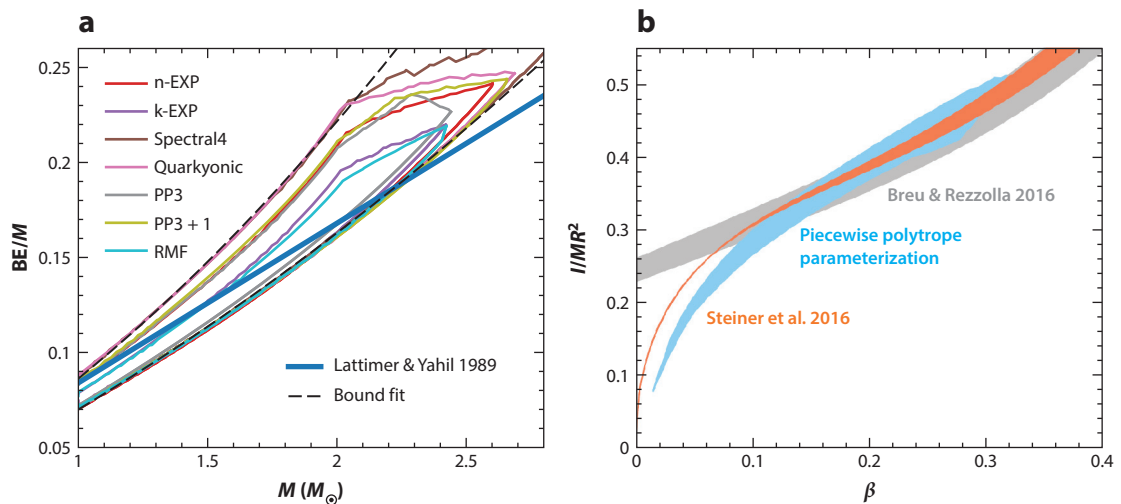 a
BE/M
0.25
0.2
0.15
0.1
0.05
n-EXP
k-EXP
Spectral4
Quarkyonic
PP3
PP3 + 1
RMF
Lattimer & Yahil 1989
Bound fit
1
1.5
2
2.5
M (M⊙)
b
I/MR²
0.5
0.4
0.3
0.2
0.1
0
Breu & Rezzolla 2016
Piecewise polytrope
parameterization
Steiner et al. 2016
0
0.1
0.2
0.3
0.4
β